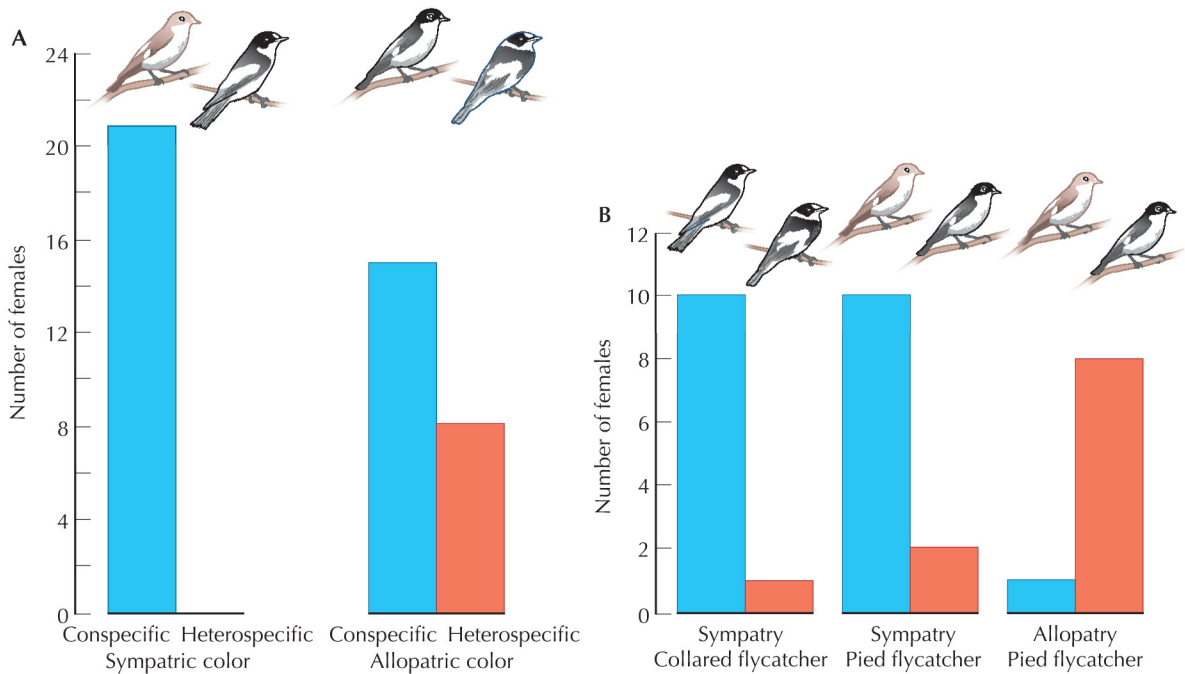 A
Number of females
24
20
16
12
8
4
0
Conspecific Heterospecific
Sympatric color
Conspecific Heterospecific
Allopatric color
B
Number of females
12
10
8
6
4
2
0
Sympatry
Collared flycatcher
Sympatry
Pied flycatcher
Allopatry
Pied flycatcher